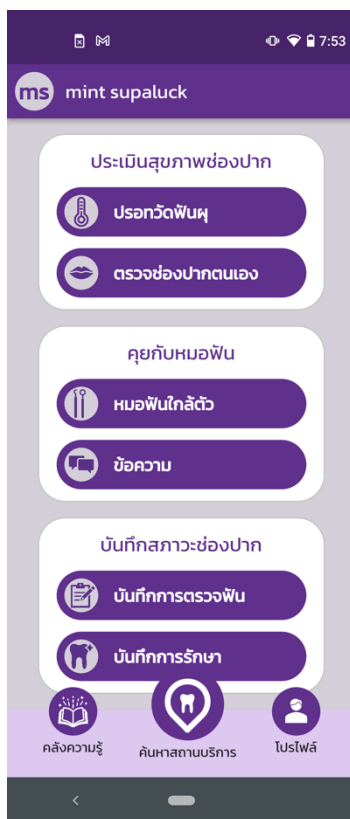 7:53
ms mint supaluck
ประเมินสุขภาพช่องปาก
ปรอทวัดฟันผุ
ตรวจช่องปากตนเอง
คุยกับหมอฟัน
หมอฟันใกล้ตัว
ข้อความ
บันทึกสภาวะช่องปาก
บันทึกการตรวจฟัน
บันทึกการรักษา
คลังความรู้ ค้นหาสถานบริการ โปรไฟล์